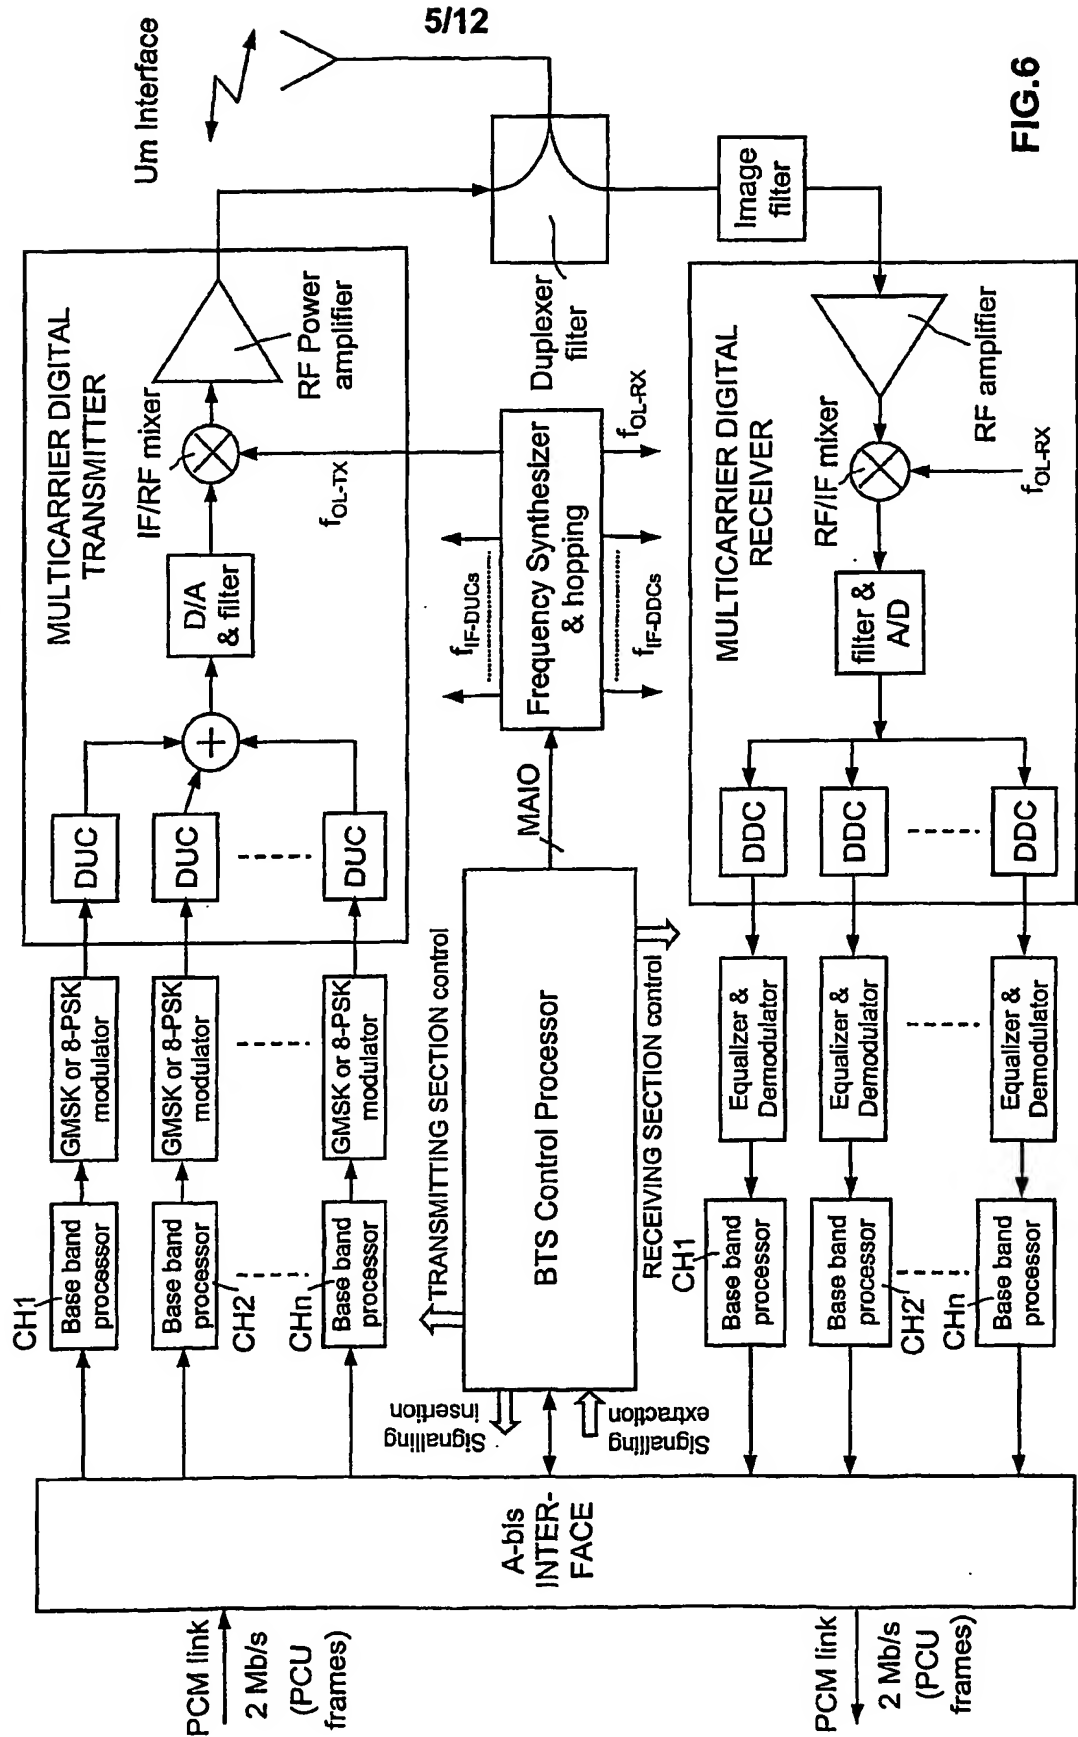 5/12
Um Interface
MULTICARRIER DIGITAL
TRANSMITTER
DUC
DUC
DUC
+
D/A
& filter
IF/RF mixer
RF Power
amplifier
fOL-TX
CH1
Base band
processor
GMSK or 8-PSK
modulator
Base band
processor
CH2
GMSK or 8-PSK
modulator
CHn
Base band
processor
GMSK or 8-PSK
modulator
TRANSMITTING SECTION control
BTS Control Processor
RECEIVING SECTION control
Signalling
insertion
Signalling
extraction
MAIO
Frequency Synthesizer
& hopping
fIF-DUCs
fIF-DDCs
fOL-RX
Duplexer
filter
Image
filter
MULTICARRIER DIGITAL
RECEIVER
RF amplifier
RF/IF mixer
fOL-RX
filter &
A/D
DDC
DDC
DDC
Equalizer &
Demodulator
Equalizer &
Demodulator
Equalizer &
Demodulator
CH1
Base band
processor
Base band
processor
CH2
CHn
Base band
processor
A-bis
INTER-
FACE
PCM link
2 Mb/s
(PCU
frames)
PCM link
2 Mb/s
(PCU
frames)
FIG.6